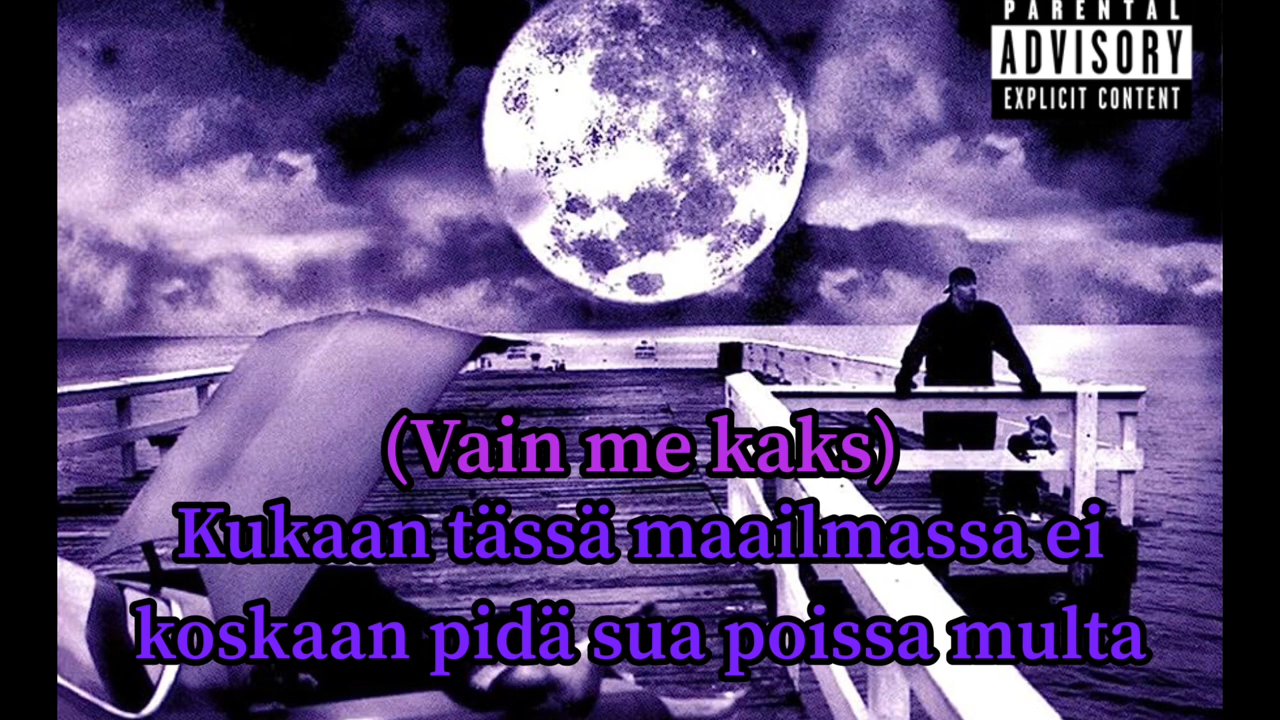 PARENTAL
ADVISORY
EXPLICIT CONTENT
(Vain me kaks)
Kukaan tässä maailmassa ei
koskaan pidä sua poissa multa